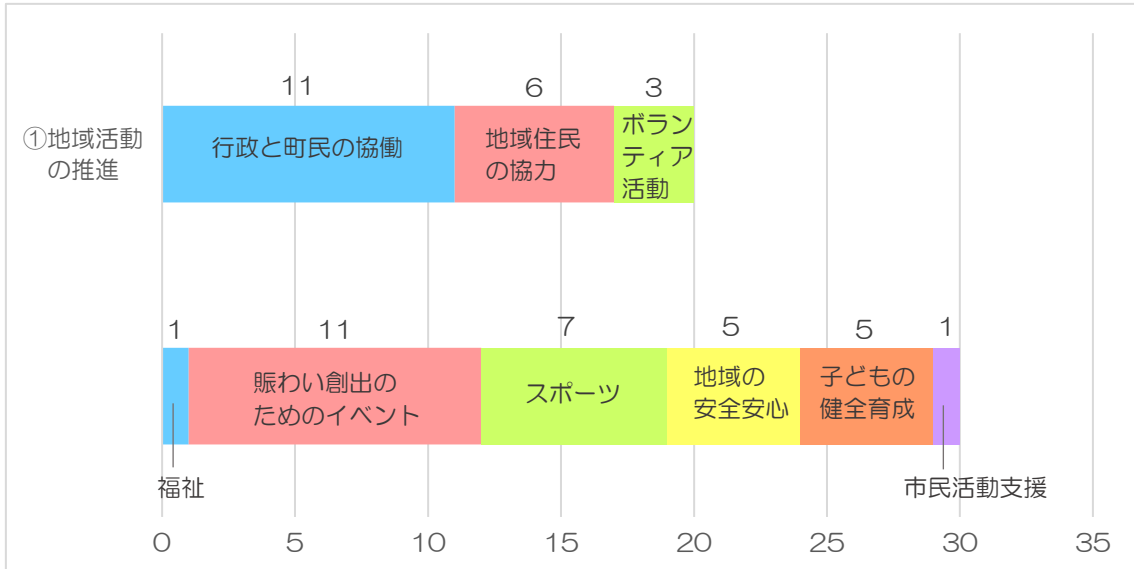 11
6
3
①地域活動
の推進
行政と町民の協働
地域住民
の協力
ボラン
ティア
活動
1
11
7
5
5
1
賑わい創出の
ためのイベント
スポーツ
地域の
安全安心
子どもの
健全育成
福祉
市民活動支援
0
5
10
15
20
25
30
35